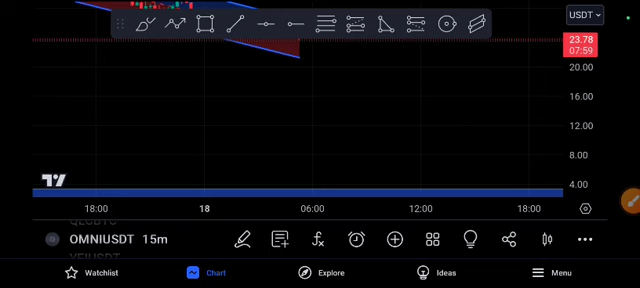 USDT
23.78
07:59
20.00
16.00
12.00
8.00
4.00
18:00 18 06:00 12:00 18:00
OMNIUSDT 15m
Watchlist Chart Explore Ideas Menu